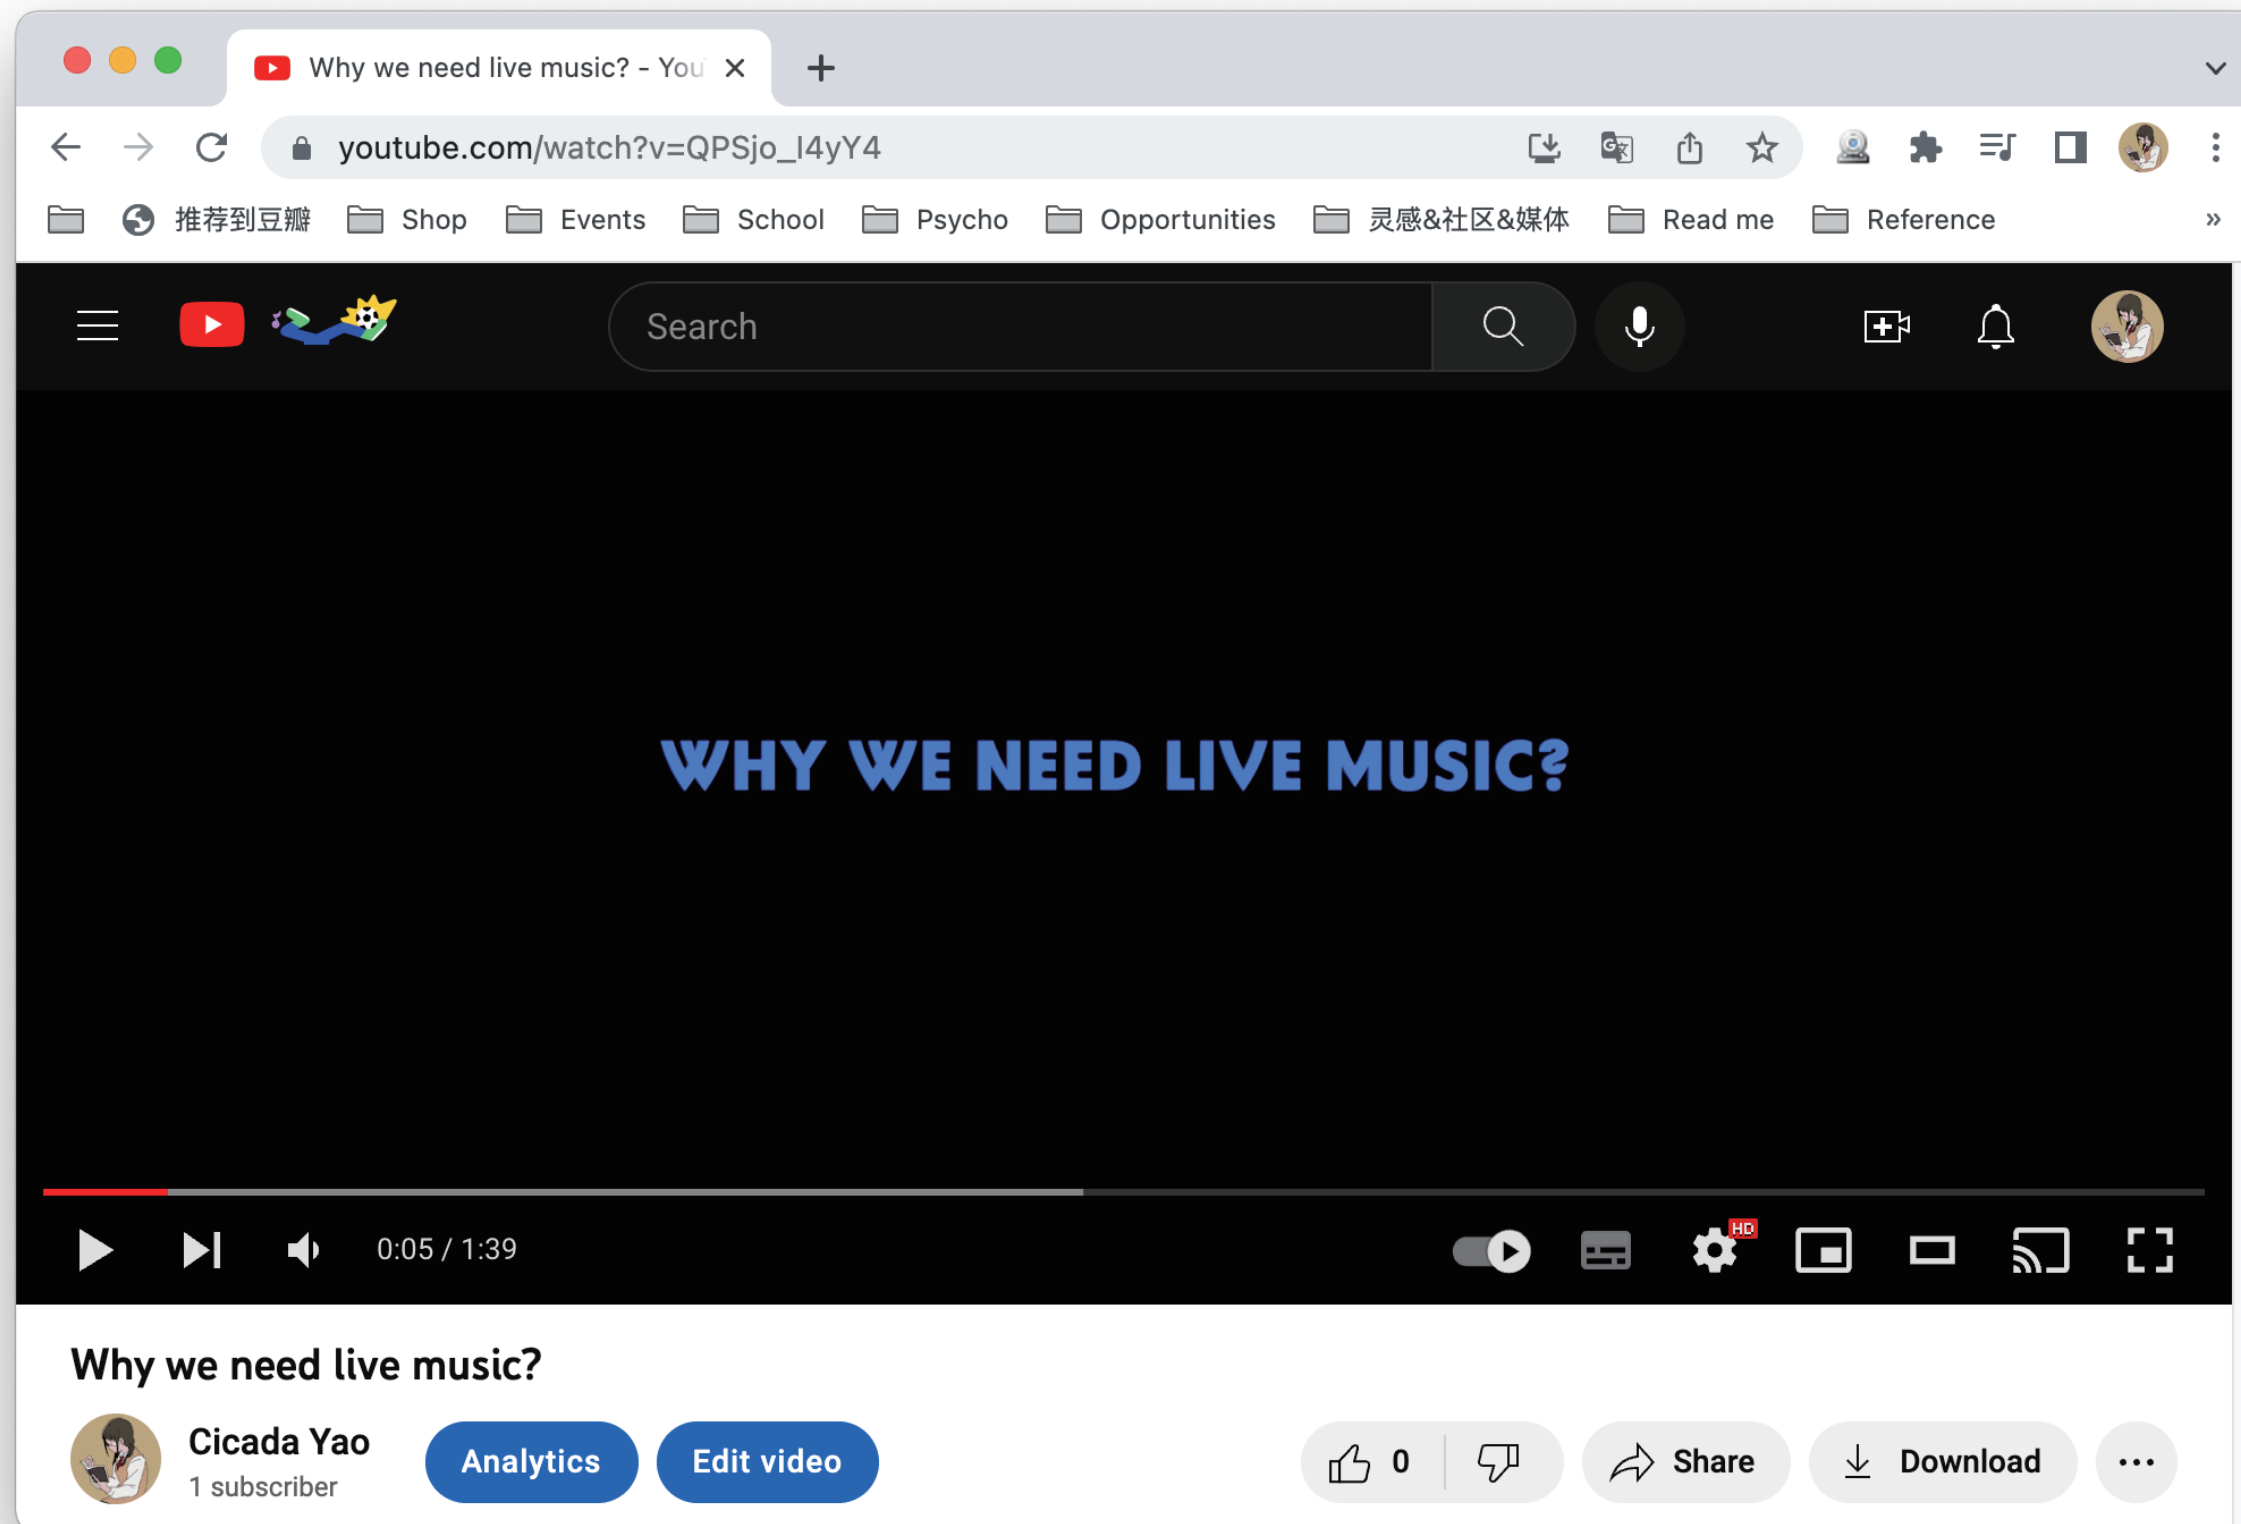 Why we need live music? - You
youtube.com/watch?v=QPSjo_I4yY4
推荐到豆瓣 Shop Events School Psycho Opportunities 灵感&社区&媒体 Read me Reference »
Search
WHY WE NEED LIVE MUSIC?
0:05 / 1:39
HD
Why we need live music?
Cicada Yao
1 subscriber
Analytics Edit video 0 Share Download